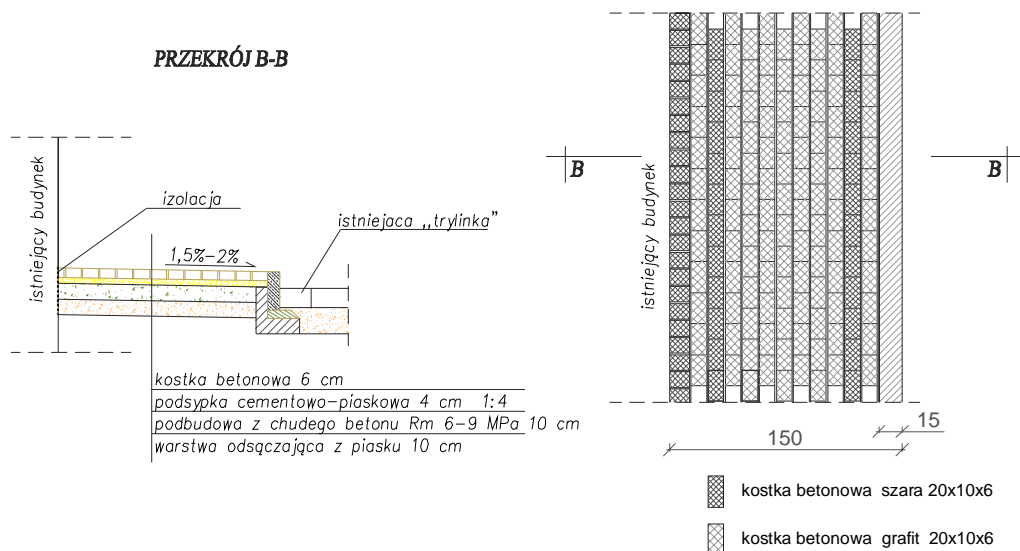 PRZEKRÓJ B-B
istniejący budynek
izolacja
istniejaca „trylinka”
1,5%-2%
kostka betonowa 6 cm
podsypka cementowo-piaskowa 4 cm 1:4
podbudowa z chudego betonu Rm 6-9 MPa 10 cm
warstwa odsączająca z piasku 10 cm
istniejący budynek
B
B
15
150
kostka betonowa szara 20x10x6
kostka betonowa grafit 20x10x6